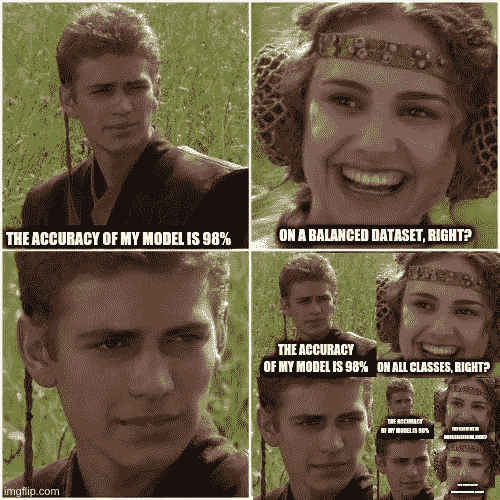 THE ACCURACY OF MY MODEL IS 98%
ON A BALANCED DATASET, RIGHT?
THE ACCURACY
OF MY MODEL IS 98%
ON ALL CLASSES, RIGHT?
THE ACCURACY
OF MY MODEL IS 98%
imgflip.com